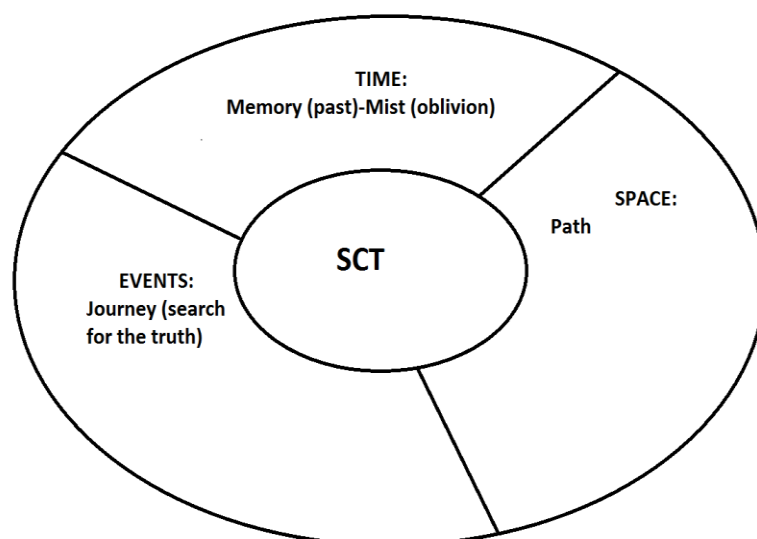 TIME:
Memory (past)-Mist (oblivion)
SPACE:
Path
SCT
EVENTS:
Journey (search
for the truth)